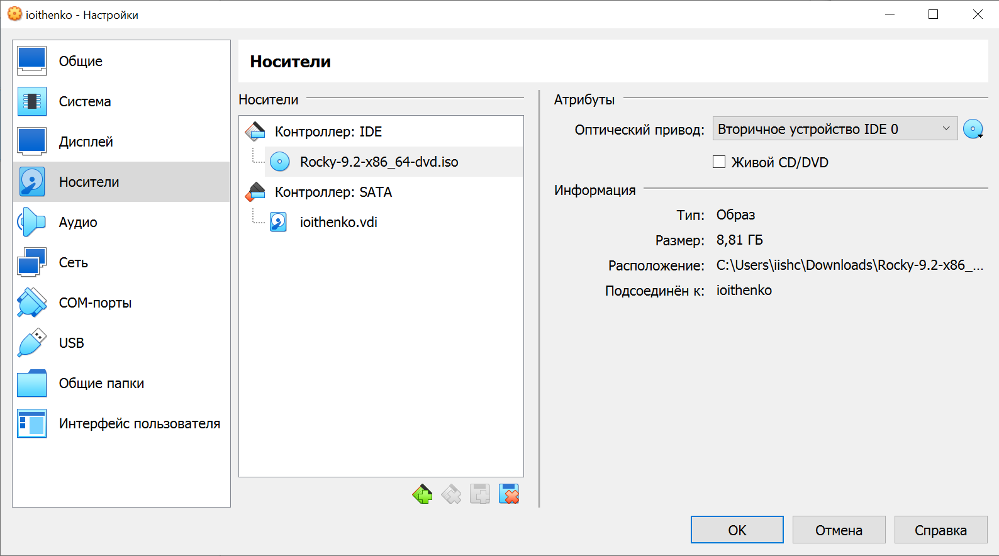 ioithenko - Настройки
Общие
Система
Дисплей
Носители
Аудио
Сеть
COM-порты
USB
Общие папки
Интерфейс пользователя
Носители
Носители
Контроллер: IDE
Rocky-9.2-x86_64-dvd.iso
Контроллер: SATA
ioithenko.vdi
Атрибуты
Оптический привод: Вторичное устройство IDE 0
Живой CD/DVD
Информация
Тип: Образ
Размер: 8,81 ГБ
Расположение: C:\Users\iishc\Downloads\Rocky-9.2-x86_...
Подсоединён к: ioithenko
OK
Отмена
Справка